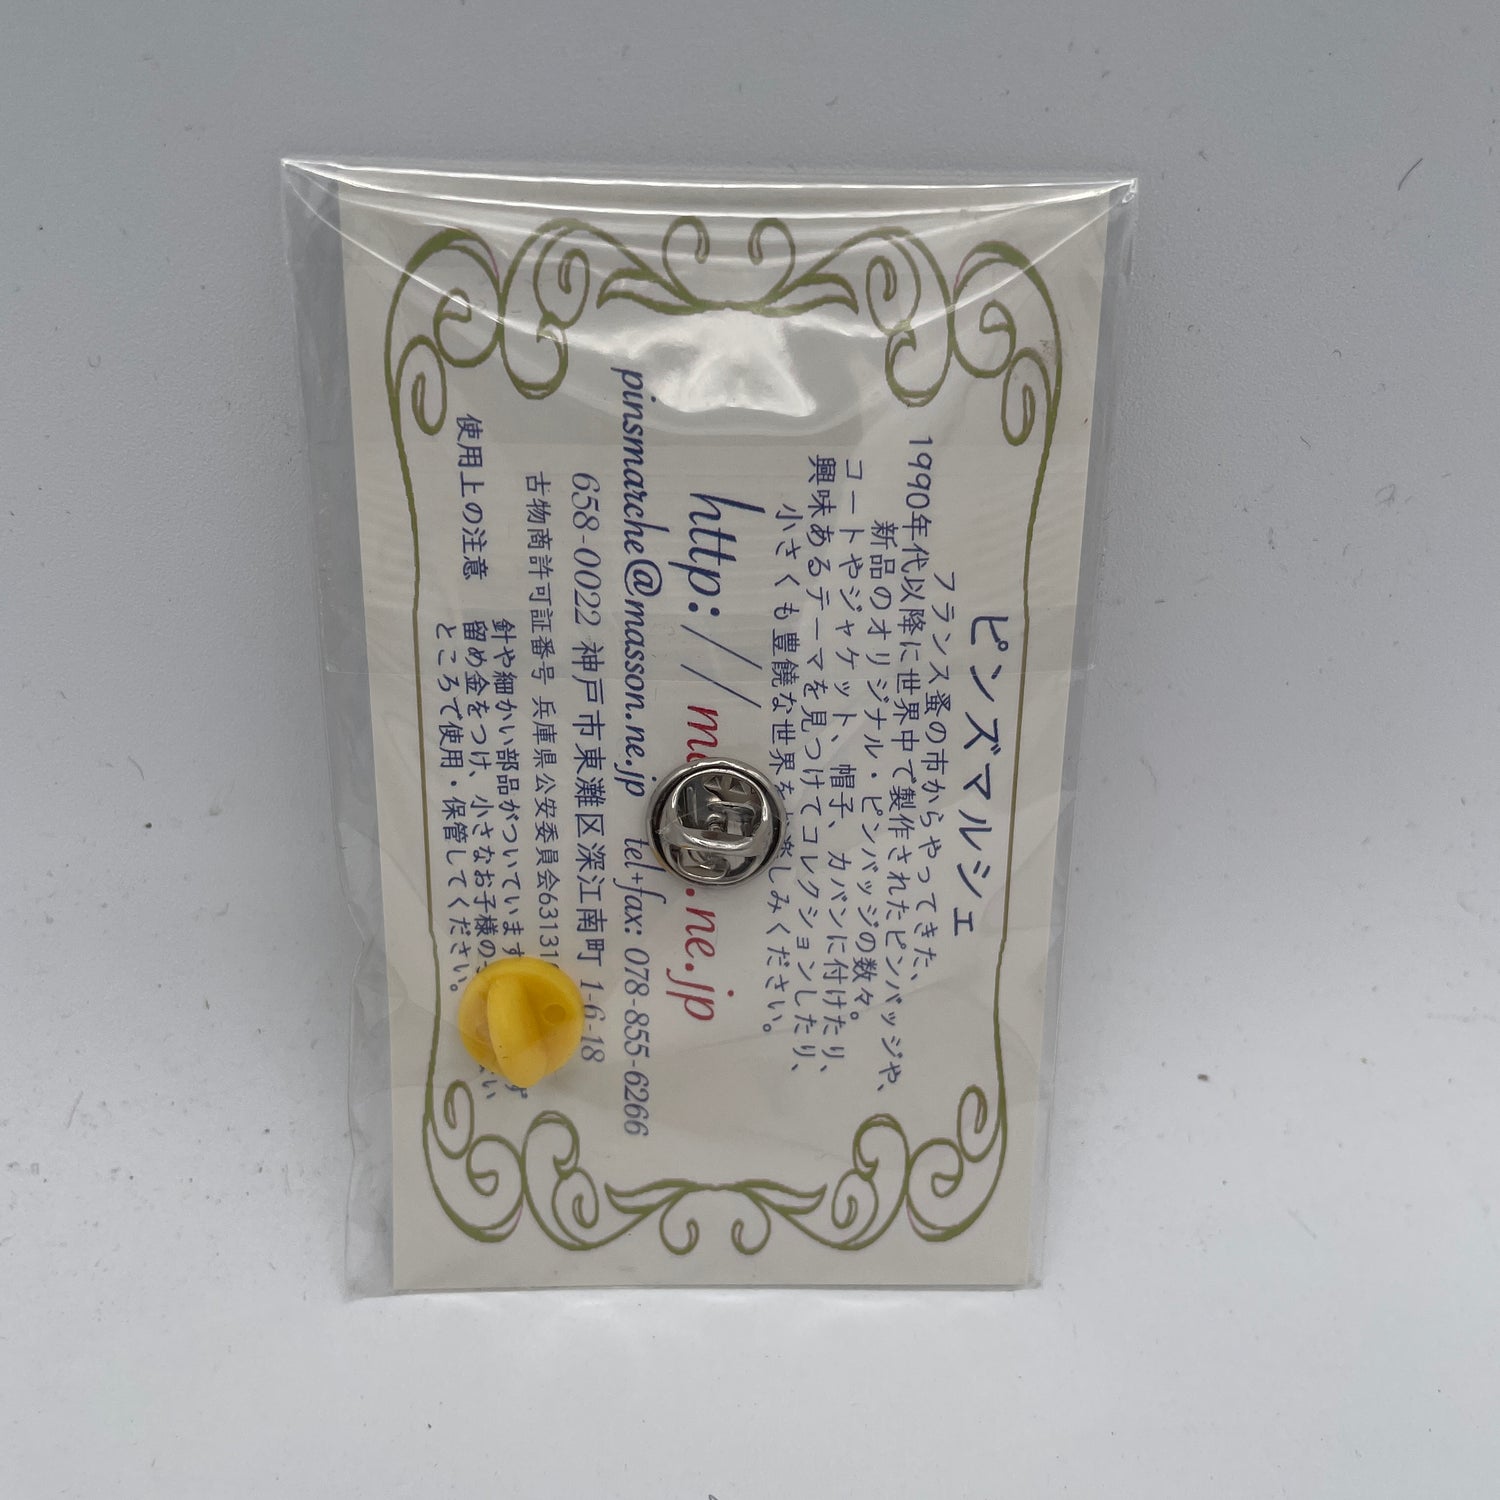 ピンズマルシェ
フランス蚤の市からやってきた、
1990年代以降に世界中で製作されたピンバッジや、
新品のオリジナル・ピンバッジの数々。
コートやジャケット、帽子、カバンに付けたり、
興味あるテーマを見つけてコレクションしたり、
小さくも豊饒な世界を 楽しみください。
http:// .ne.jp
pinsmarche@masson.ne.jp tel+fax: 078-855-6266
658-0022 神戸市東灘区深江南町 1-6-18
古物商許可証番号 兵庫県公安委員会
使用上の注意
針や細かい部品がついています
留め金をつけ、小さなお子様の
ところで使用・保管してください。